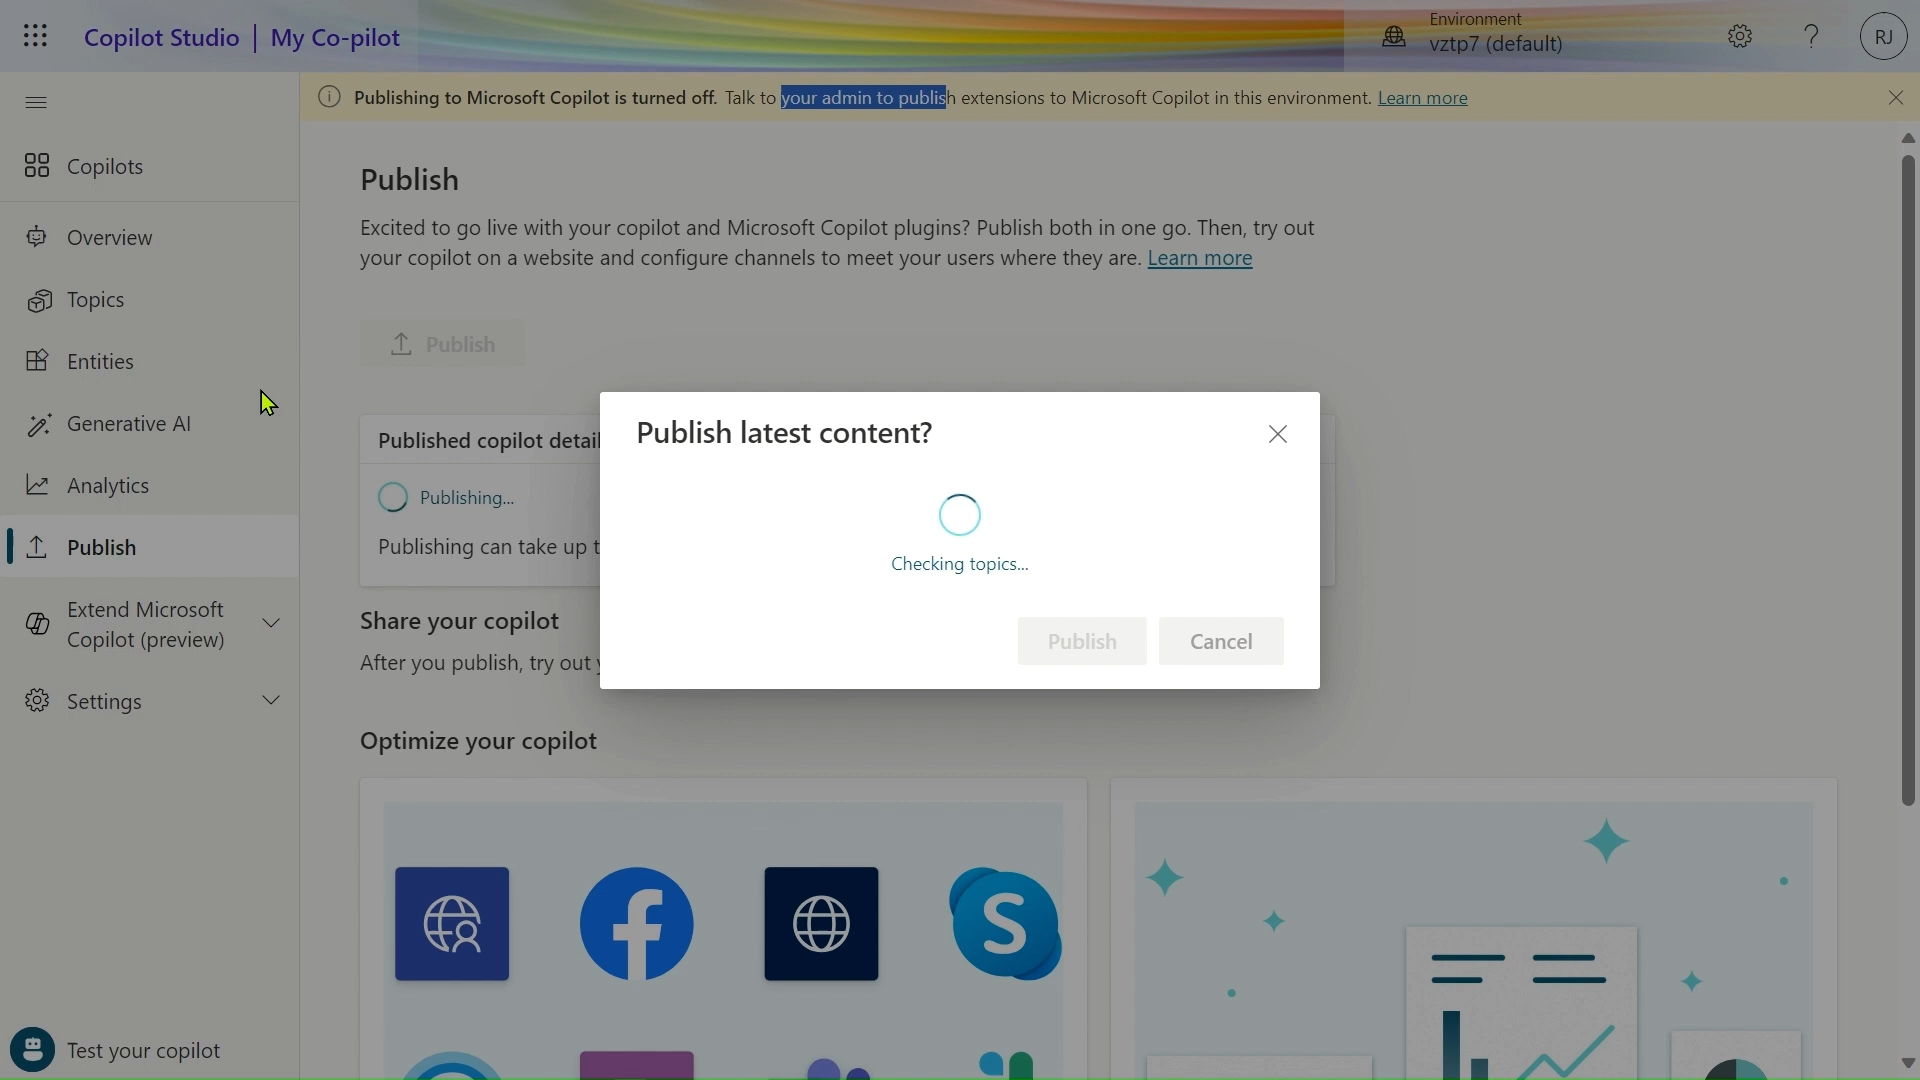 Copilot Studio | My Co-pilot
Environment
vztp7 (default)
RJ
Publishing to Microsoft Copilot is turned off. Talk to your admin to publish extensions to Microsoft Copilot in this environment. Learn more
Copilots
Overview
Topics
Entities
Generative AI
Analytics
Publish
Extend Microsoft
Copilot (preview)
Settings
Test your copilot
Publish
Excited to go live with your copilot and Microsoft Copilot plugins? Publish both in one go. Then, try out
your copilot on a website and configure channels to meet your users where they are. Learn more
Publish
Published copilot detail
Publishing...
Publishing can take up t
Share your copilot
After you publish, try out
Optimize your copilot
Publish latest content?
Checking topics...
Publish
Cancel